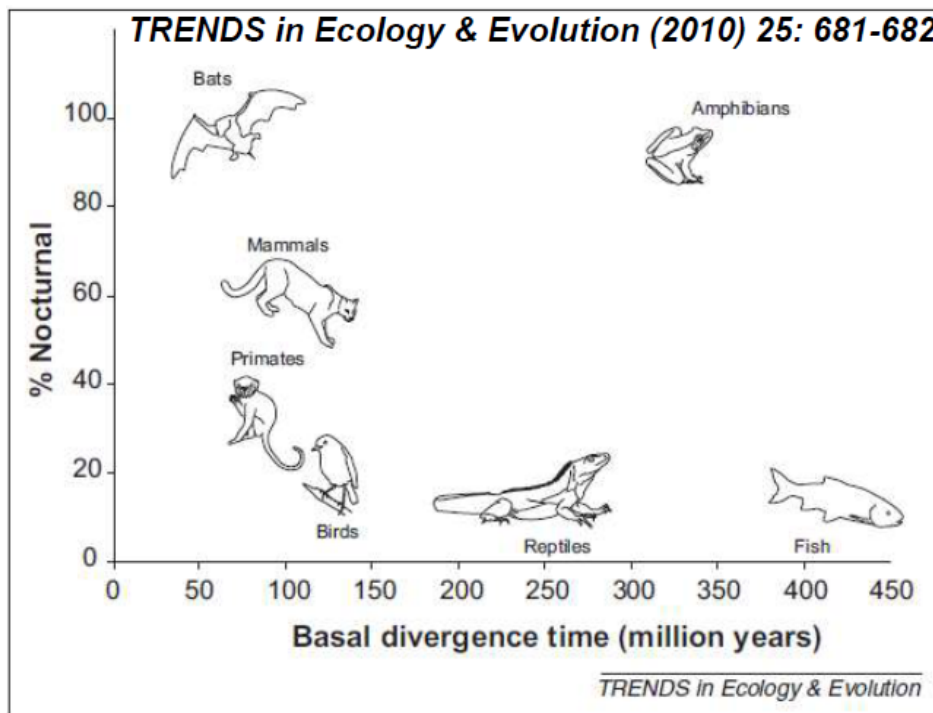 TRENDS in Ecology & Evolution (2010) 25: 681-682
Bats
Amphibians
100
80
Mammals
60
% Nocturnal
Primates
40
20
Birds
Reptiles
Fish
0
0 50 100 150 200 250 300 350 400 450
Basal divergence time (million years)
TRENDS in Ecology & Evolution